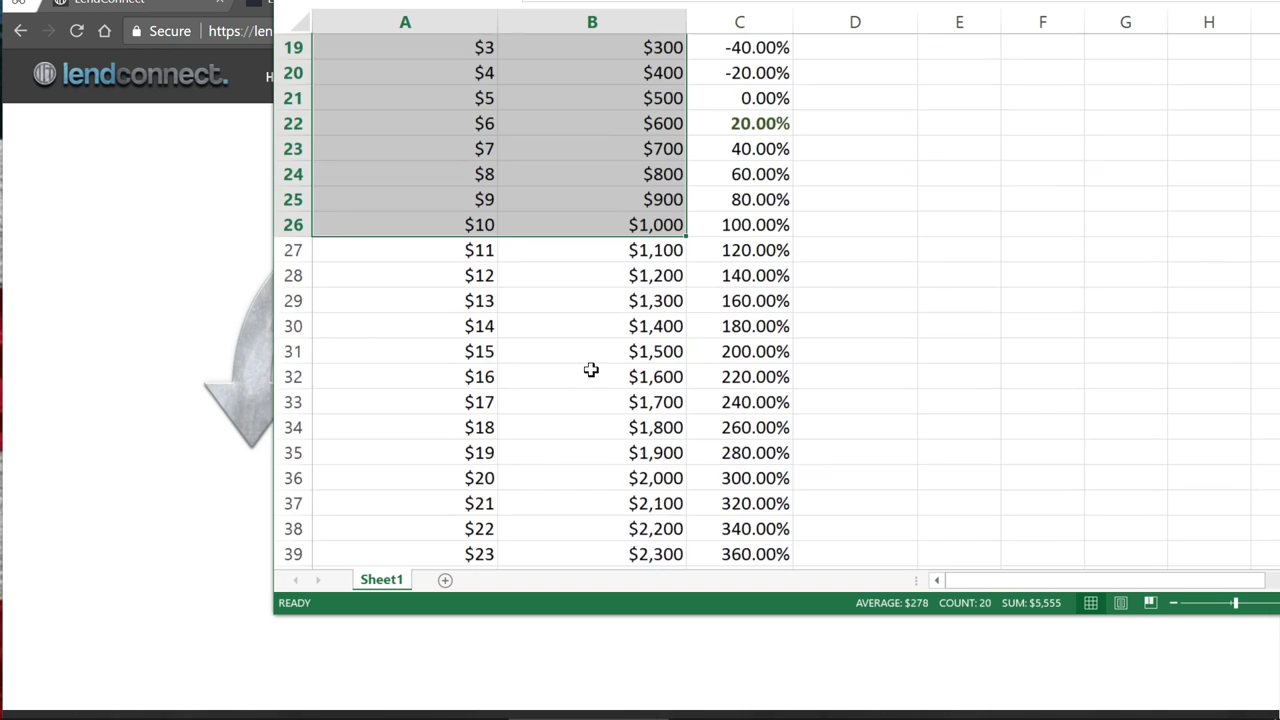 LendConnect
Secure
https://len
lendconnect.
H
A B C D E F G H
19 $3 $300 -40.00%
20 $4 $400 -20.00%
21 $5 $500 0.00%
22 $6 $600 20.00%
23 $7 $700 40.00%
24 $8 $800 60.00%
25 $9 $900 80.00%
26 $10 $1,000 100.00%
27 $11 $1,100 120.00%
28 $12 $1,200 140.00%
29 $13 $1,300 160.00%
30 $14 $1,400 180.00%
31 $15 $1,500 200.00%
32 $16 $1,600 220.00%
33 $17 $1,700 240.00%
34 $18 $1,800 260.00%
35 $19 $1,900 280.00%
36 $20 $2,000 300.00%
37 $21 $2,100 320.00%
38 $22 $2,200 340.00%
39 $23 $2,300 360.00%
Sheet1
READY AVERAGE: $278 COUNT: 20 SUM: $5,555